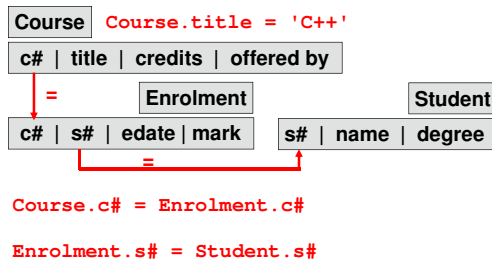 Course Course.title = 'C++'
c# | title | credits | offered by
=
Enrolment Student
c# | s# | edate | mark s# | name | degree
=
Course.c# = Enrolment.c#
Enrolment.s# = Student.s#